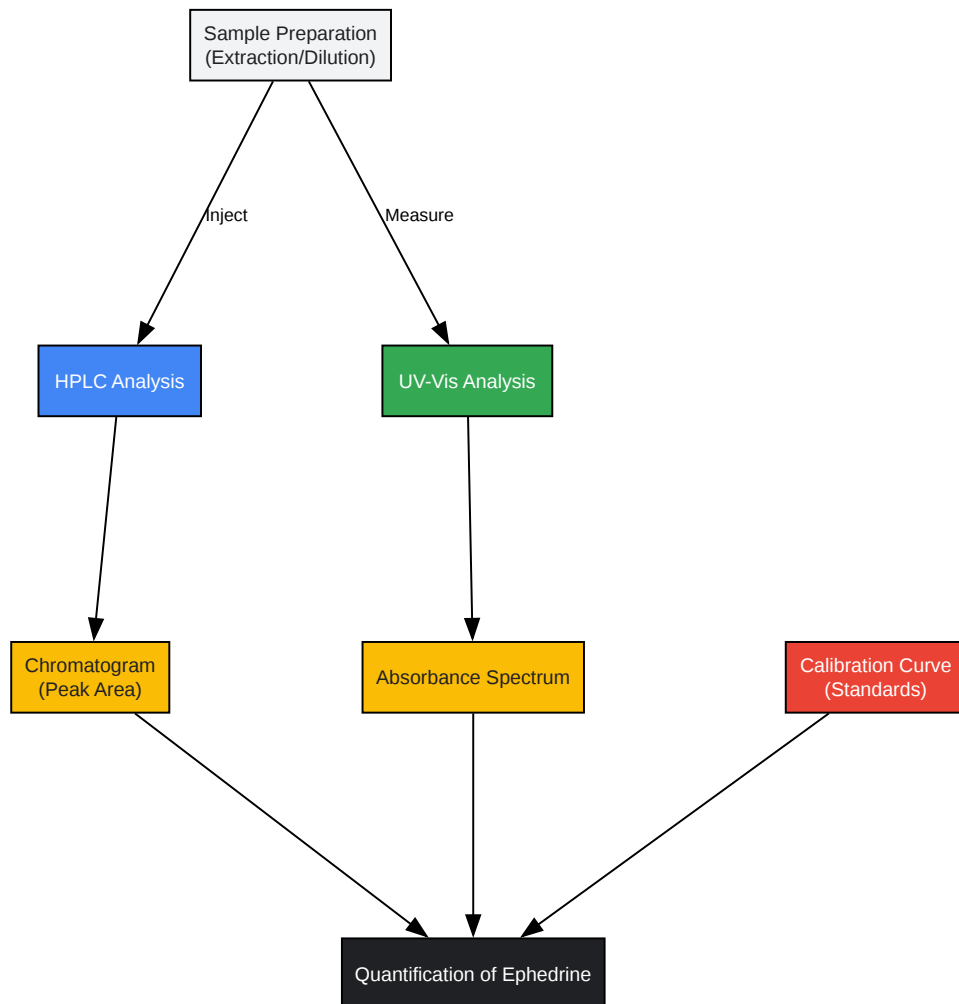 Sample Preparation
(Extraction/Dilution)
Inject
Measure
HPLC Analysis
UV-Vis Analysis
Chromatogram
(Peak Area)
Absorbance Spectrum
Calibration Curve
(Standards)
Quantification of Ephedrine